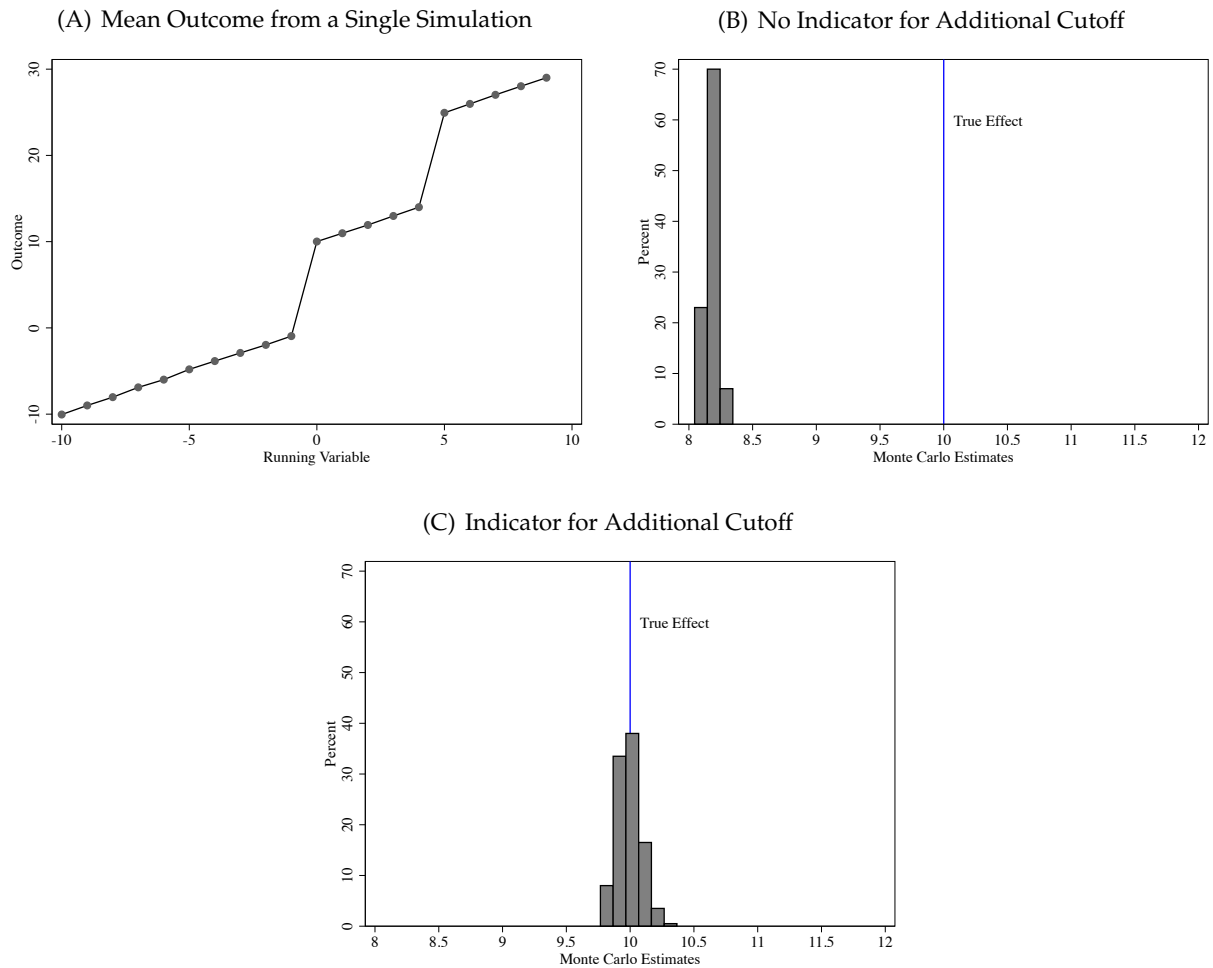 (A) Mean Outcome from a Single Simulation
30
20
10
0
-10
Outcome
-10 -5 0 5 10
Running Variable
(B) No Indicator for Additional Cutoff
70
60
50
40
30
20
10
0
Percent
True Effect
8 8.5 9 9.5 10 10.5 11 11.5 12
Monte Carlo Estimates
(C) Indicator for Additional Cutoff
70
60
50
40
30
20
10
0
Percent
True Effect
8 8.5 9 9.5 10 10.5 11 11.5 12
Monte Carlo Estimates